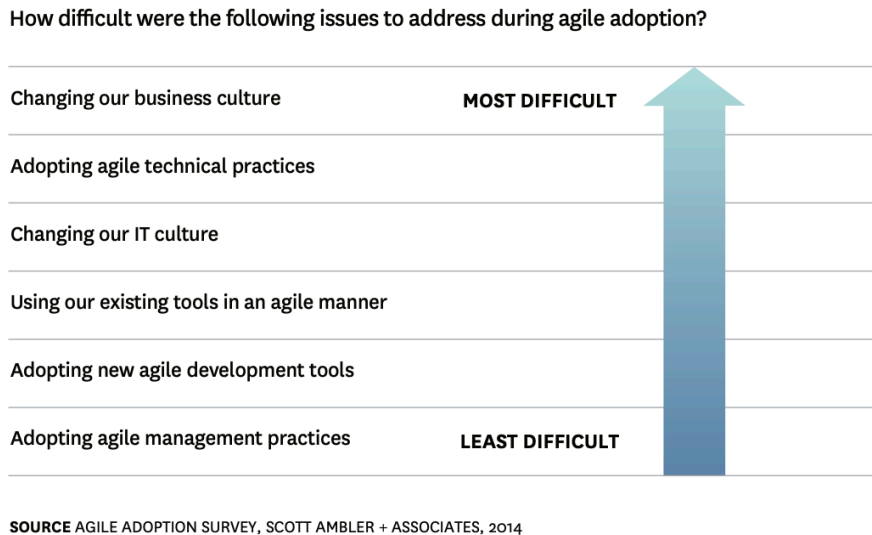 How difficult were the following issues to address during agile adoption?
Changing our business culture MOST DIFFICULT
Adopting agile technical practices
Changing our IT culture
Using our existing tools in an agile manner
Adopting new agile development tools
Adopting agile management practices LEAST DIFFICULT
SOURCE AGILE ADOPTION SURVEY, SCOTT AMBLER + ASSOCIATES, 2014